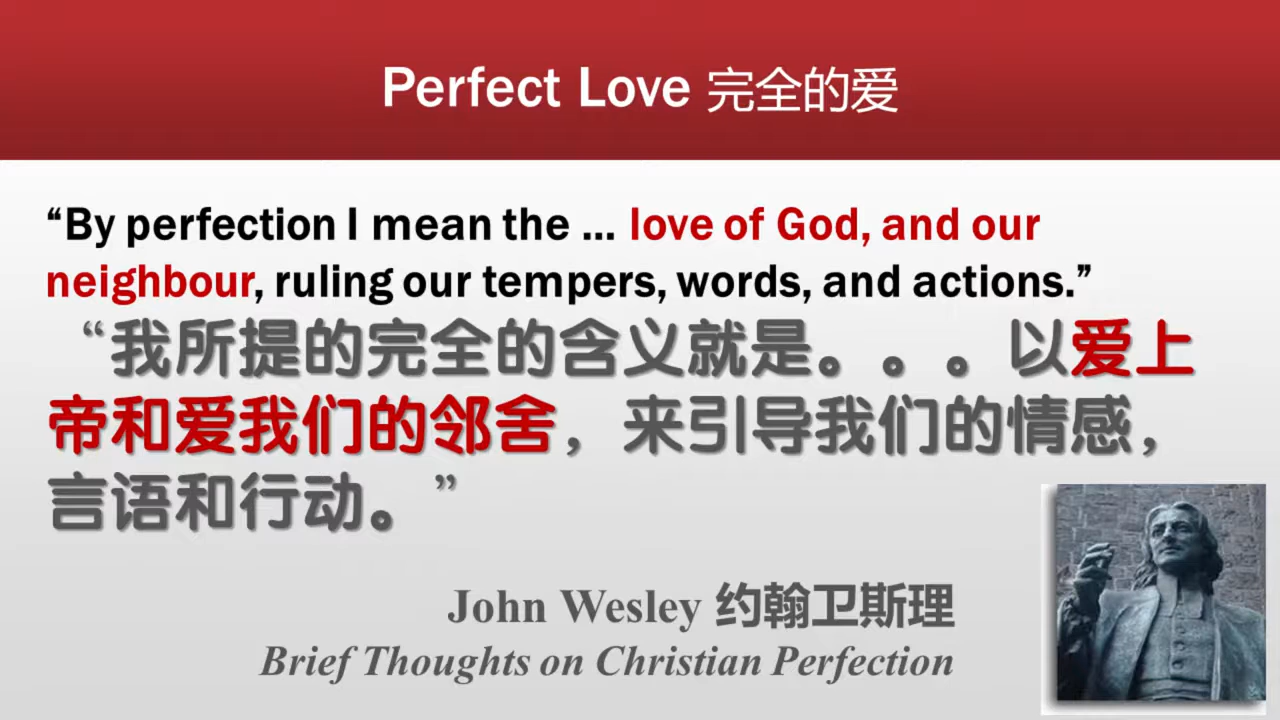 Perfect Love 完全的爱
“By perfection I mean the ... love of God, and our
neighbour, ruling our tempers, words, and actions.”
“我所提的完全的含义就是。。。以爱上
帝和爱我们的邻舍，来引导我们的情感，
言语和行动。”
John Wesley 约翰卫斯理
Brief Thoughts on Christian Perfection